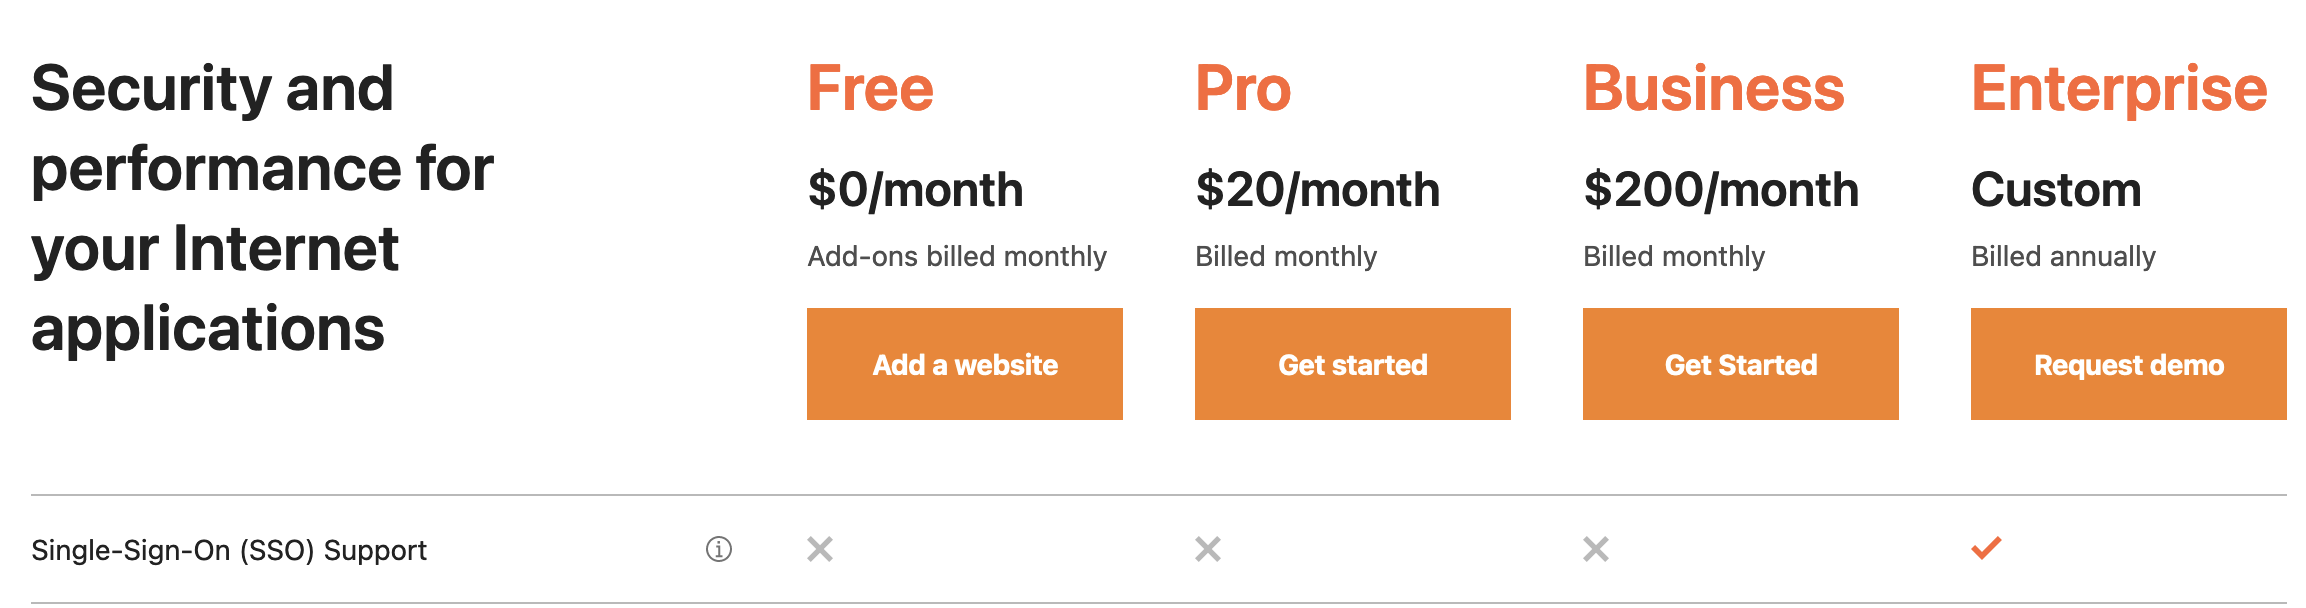 Security and
performance for
your Internet
applications
Free
$0/month
Add-ons billed monthly
Add a website
Pro
$20/month
Billed monthly
Get started
Business
$200/month
Billed monthly
Get Started
Enterprise
Custom
Billed annually
Request demo
Single-Sign-On (SSO) Support